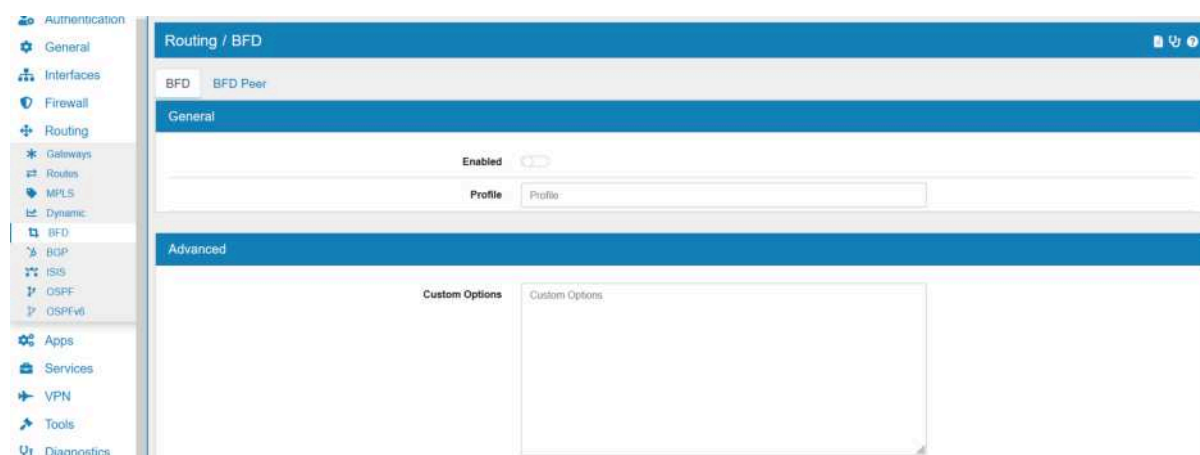 Authentication
General
Interfaces
Firewall
Routing
Gateways
Routes
MPLS
Dynamic
BFD
BGP
ISIS
OSPF
OSPFv6
Apps
Services
VPN
Tools
Diagnostics
Routing / BFD
BFD BFD Peer
General
Enabled
Profile Profile
Advanced
Custom Options Custom Options